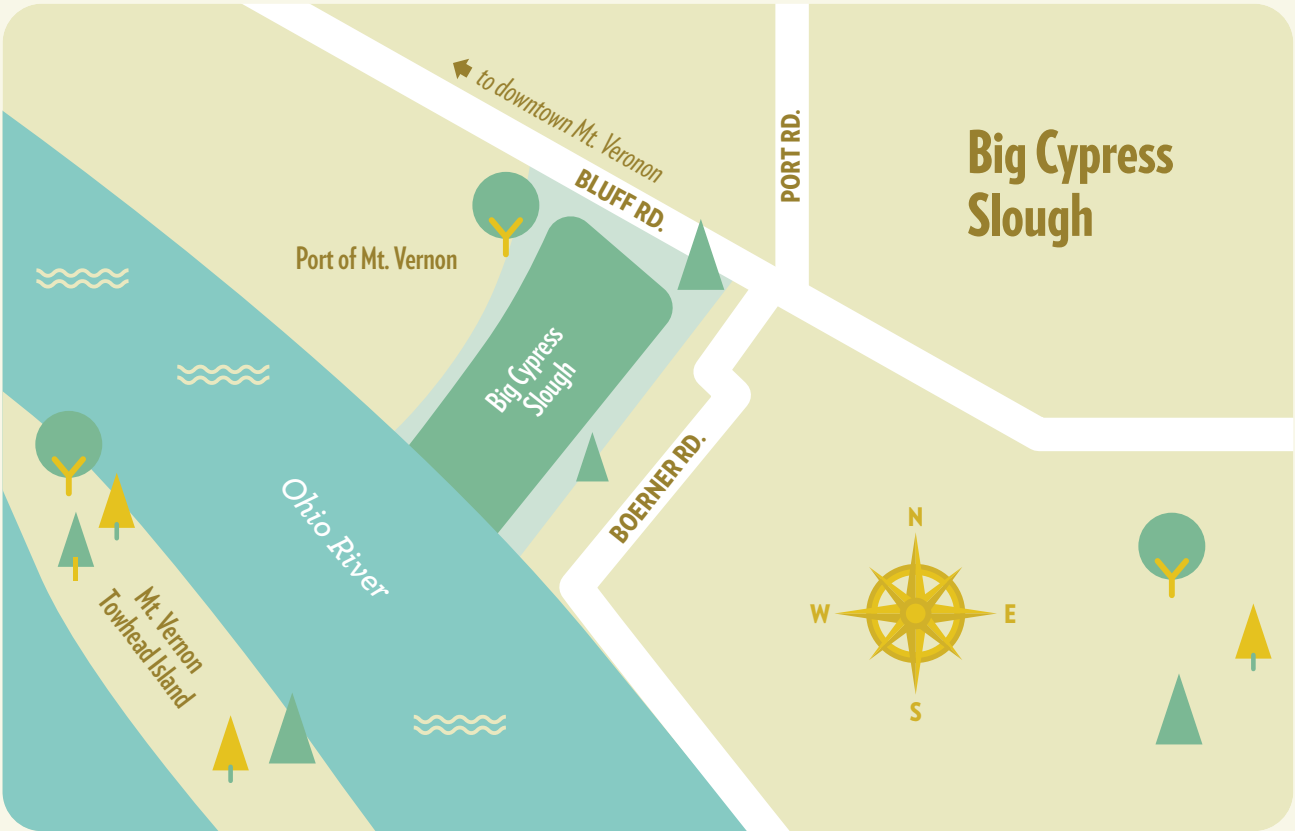 to downtown Mt. Veronon
BLUFF RD.
PORT RD.
Big Cypress
Slough
Port of Mt. Vernon
Big Cypress
Slough
BOERNER RD.
Ohio River
Mt. Vernon
Towhead Island
N
W
E
S